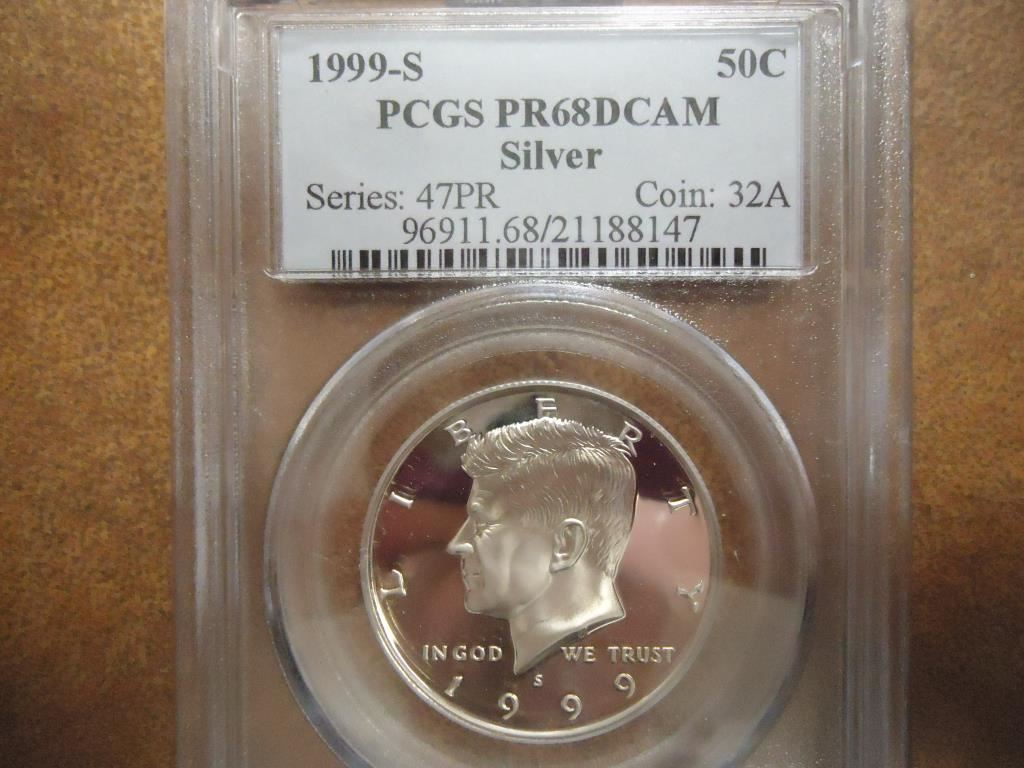 1999-S 50C
PCGS PR68DCAM
Silver
Series: 47PR Coin: 32A
96911.68/21188147
LIBERTY
IN GOD WE TRUST
S
1999